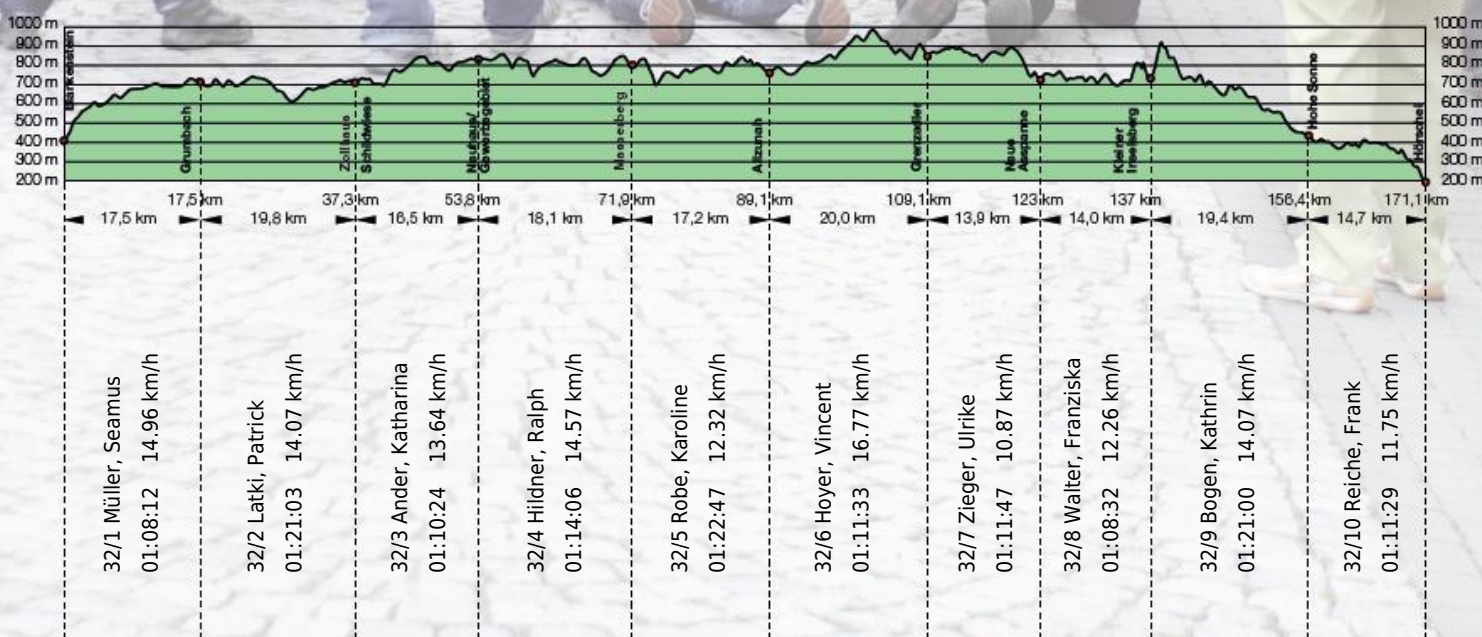 1000 m
900 m
800 m
700 m
600 m
500 m
400 m
300 m
200 m
1000 m
900 m
800 m
700 m
600 m
500 m
400 m
300 m
200 m
Blankenstein
Grumbach
Zollhaus
Schildwiese
Neuhaus/
Masserberg
Allzunah
Grenzadler
Neue
Ausspanne
Kleiner
Inselsberg
Hohe Sonne
Hörschel
17,5 km
37,3 km
53,8 km
71,9 km
89,1 km
109,1 km
123 km
137 km
156,4 km
171,1 km
17,5 km
19,8 km
16,5 km
18,1 km
17,2 km
20,0 km
13,9 km
14,0 km
19,4 km
14,7 km
32/1 Müller, Seamus
01:08:12 14.96 km/h
32/2 Latki, Patrick
01:21:03 14.07 km/h
32/3 Ander, Katharina
01:10:24 13.64 km/h
32/4 Hildner, Ralph
01:14:06 14.57 km/h
32/5 Robe, Karoline
01:22:47 12.32 km/h
32/6 Hoyer, Vincent
01:11:33 16.77 km/h
32/7 Zieger, Ulrike
01:11:47 10.87 km/h
32/8 Walter, Franziska
01:08:32 12.26 km/h
32/9 Bogen, Kathrin
01:21:00 14.07 km/h
32/10 Reiche, Frank
01:11:29 11.75 km/h